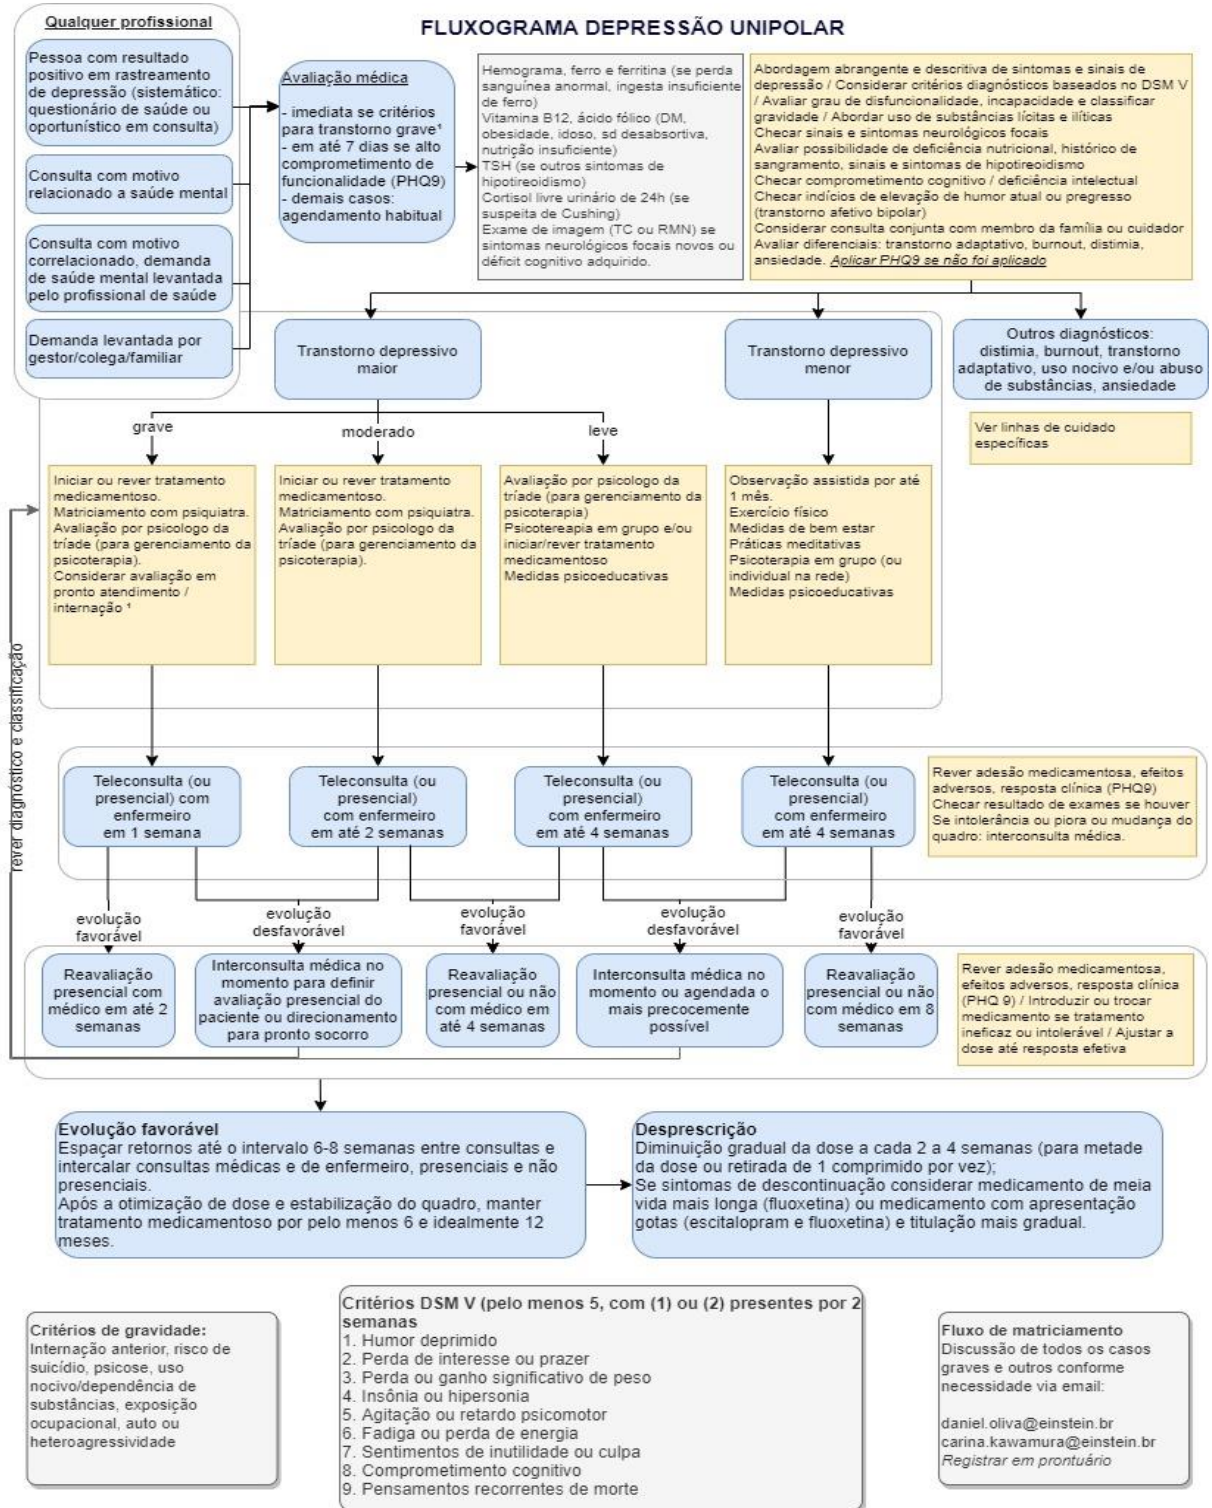 FLUXOGRAMA DEPRESSÃO UNIPOLAR
Qualquer profissional
Pessoa com resultado
positivo em rastreamento
de depressão (sistemático:
questionário de saúde ou
oportunístico em consulta)
Consulta com motivo
relacionado a saúde mental
Consulta com motivo
correlacionado, demanda
de saúde mental levantada
pelo profissional de saúde
Demanda levantada por
gestor/colega/familiar
Avaliação médica
- imediata se critérios
para transtorno grave¹
- em até 7 dias se alto
comprometimento de
funcionalidade (PHQ9)
- demais casos:
agendamento habitual
Hemograma, ferro e ferritina (se perda
sanguínea anormal, ingesta insuficiente
de ferro)
Vitamina B12, ácido fólico (DM,
obesidade, idoso, sd desabsortiva,
nutrição insuficiente)
TSH (se outros sintomas de
hipotireoidismo)
Cortisol livre urinário de 24h (se
suspeita de Cushing)
Exame de imagem (TC ou RMN) se
sintomas neurológicos focais novos ou
déficit cognitivo adquirido.
Abordagem abrangente e descritiva de sintomas e sinais de
depressão / Considerar critérios diagnósticos baseados no DSM V
/ Avaliar grau de disfuncionalidade, incapacidade e classificar
gravidade / Abordar uso de substâncias lícitas e ilíticas
Checar sinais e sintomas neurológicos focais
Avaliar possibilidade de deficiência nutricional, histórico de
sangramento, sinais e sintomas de hipotireoidismo
Checar comprometimento cognitivo / deficiência intelectual
Checar indícios de elevação de humor atual ou pregresso
(transtorno afetivo bipolar)
Considerar consulta conjunta com membro da família ou cuidador
Avaliar diferenciais: transtorno adaptativo, burnout, distimia,
ansiedade. Aplicar PHQ9 se não foi aplicado
Transtorno depressivo
maior
Transtorno depressivo
menor
Outros diagnósticos:
distimia, burnout, transtorno
adaptativo, uso nocivo e/ou abuso
de substâncias, ansiedade
Ver linhas de cuidado
específicas
grave
moderado
leve
Iniciar ou rever tratamento
medicamentoso.
Matriciamento com psiquiatra.
Avaliação por psicologo da
tríade (para gerenciamento da
psicoterapia).
Considerar avaliação em
pronto atendimento /
internação ¹
Iniciar ou rever tratamento
medicamentoso.
Matriciamento com psiquiatra.
Avaliação por psicologo da
tríade (para gerenciamento da
psicoterapia).
Avaliação por psicologo da
tríade (para gerenciamento da
psicoterapia)
Psicotereapia em grupo e/ou
iniciar/rever tratamento
medicamentoso
Medidas psicoeducativas
Observação assistida por até
1 mês.
Exercício físico
Medidas de bem estar
Práticas meditativas
Psicoterapia em grupo (ou
individual na rede)
Medidas psicoeducativas
rever diagnóstico e classificação
Teleconsulta (ou
presencial) com
enfermeiro
em 1 semana
Teleconsulta (ou
presencial)
com enfermeiro
em até 2 semanas
Teleconsulta (ou
presencial)
com enfermeiro
em até 4 semanas
Teleconsulta (ou
presencial)
com enfermeiro
em até 4 semanas
Rever adesão medicamentosa, efeitos
adversos, resposta clínica (PHQ9)
Checar resultado de exames se houver
Se intolerância ou piora ou mudança do
quadro: interconsulta médica.
evolução
favorável
evolução
desfavorável
evolução
favorável
evolução
desfavorável
evolução
favorável
Reavaliação
presencial com
médico em até 2
semanas
Interconsulta médica no
momento para definir
avaliação presencial do
paciente ou direcionamento
para pronto socorro
Reavaliação
presencial ou não
com médico em
até 4 semanas
Interconsulta médica no
momento ou agendada o
mais precocemente
possível
Reavaliação
presencial ou não
com médico em 8
semanas
Rever adesão medicamentosa,
efeitos adversos, resposta clínica
(PHQ 9) / Introduzir ou trocar
medicamento se tratamento
ineficaz ou intolerável / Ajustar a
dose até resposta efetiva
Evolução favorável
Espaçar retornos até o intervalo 6-8 semanas entre consultas e
intercalar consultas médicas e de enfermeiro, presenciais e não
presenciais.
Após a otimização de dose e estabilização do quadro, manter
tratamento medicamentoso por pelo menos 6 e idealmente 12
meses.
Desprescrição
Diminuição gradual da dose a cada 2 a 4 semanas (para metade
da dose ou retirada de 1 comprimido por vez);
Se sintomas de descontinuação considerar medicamento de meia
vida mais longa (fluoxetina) ou medicamento com apresentação
gotas (escitalopram e fluoxetina) e titulação mais gradual.
Critérios de gravidade:
Internação anterior, risco de
suicídio, psicose, uso
nocivo/dependência de
substâncias, exposição
ocupacional, auto ou
heteroagressividade
Critérios DSM V (pelo menos 5, com (1) ou (2) presentes por 2
semanas
1. Humor deprimido
2. Perda de interesse ou prazer
3. Perda ou ganho significativo de peso
4. Insônia ou hipersonia
5. Agitação ou retardo psicomotor
6. Fadiga ou perda de energia
7. Sentimentos de inutilidade ou culpa
8. Comprometimento cognitivo
9. Pensamentos recorrentes de morte
Fluxo de matriciamento
Discussão de todos os casos
graves e outros conforme
necessidade via email:
daniel.oliva@einstein.br
carina.kawamura@einstein.br
Registrar em prontuário